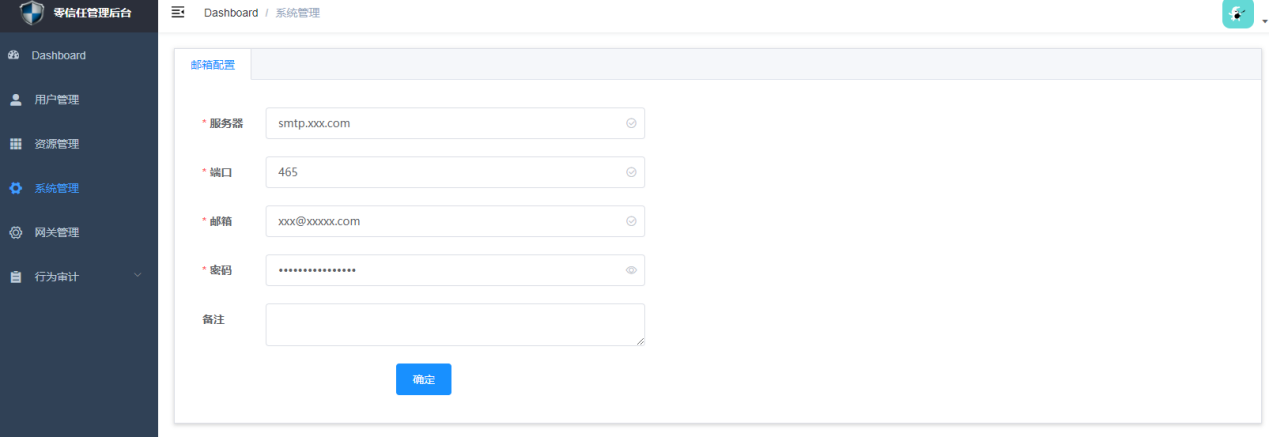 零信任管理后台
Dashboard / 系统管理
Dashboard
用户管理
资源管理
系统管理
网关管理
行为审计
邮箱配置
* 服务器 smtp.xxx.com
* 端口 465
* 邮箱 xxx@xxxxx.com
* 密码 ••••••••••••••••
备注
确定